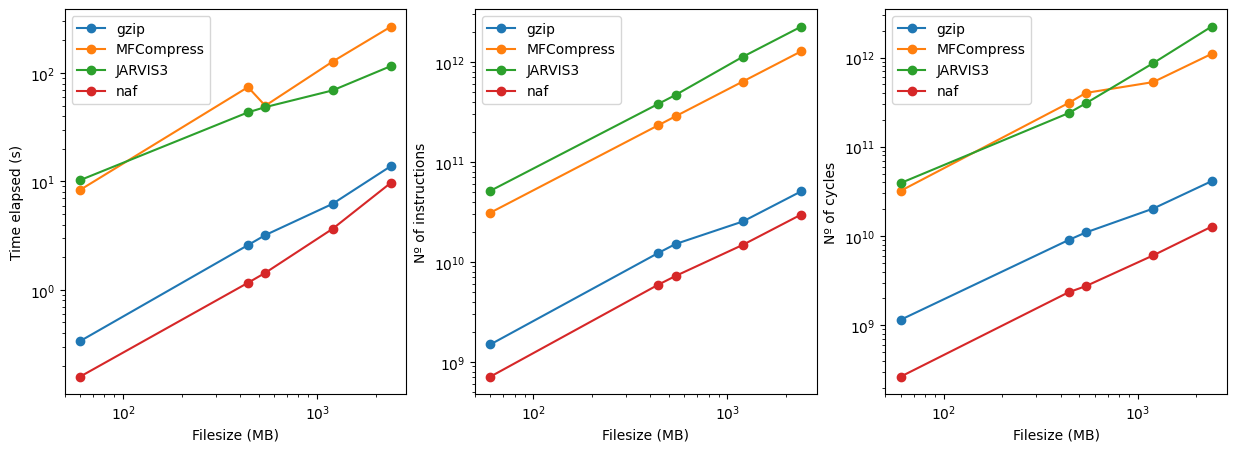 gzip
MFCompress
JARVIS3
naf
Time elapsed (s)
10²
10¹
10⁰
10² 10³
Filesize (MB)
gzip
MFCompress
JARVIS3
naf
Nº of instructions
10¹²
10¹¹
10¹⁰
10⁹
10² 10³
Filesize (MB)
gzip
MFCompress
JARVIS3
naf
Nº of cycles
10¹²
10¹¹
10¹⁰
10⁹
10² 10³
Filesize (MB)